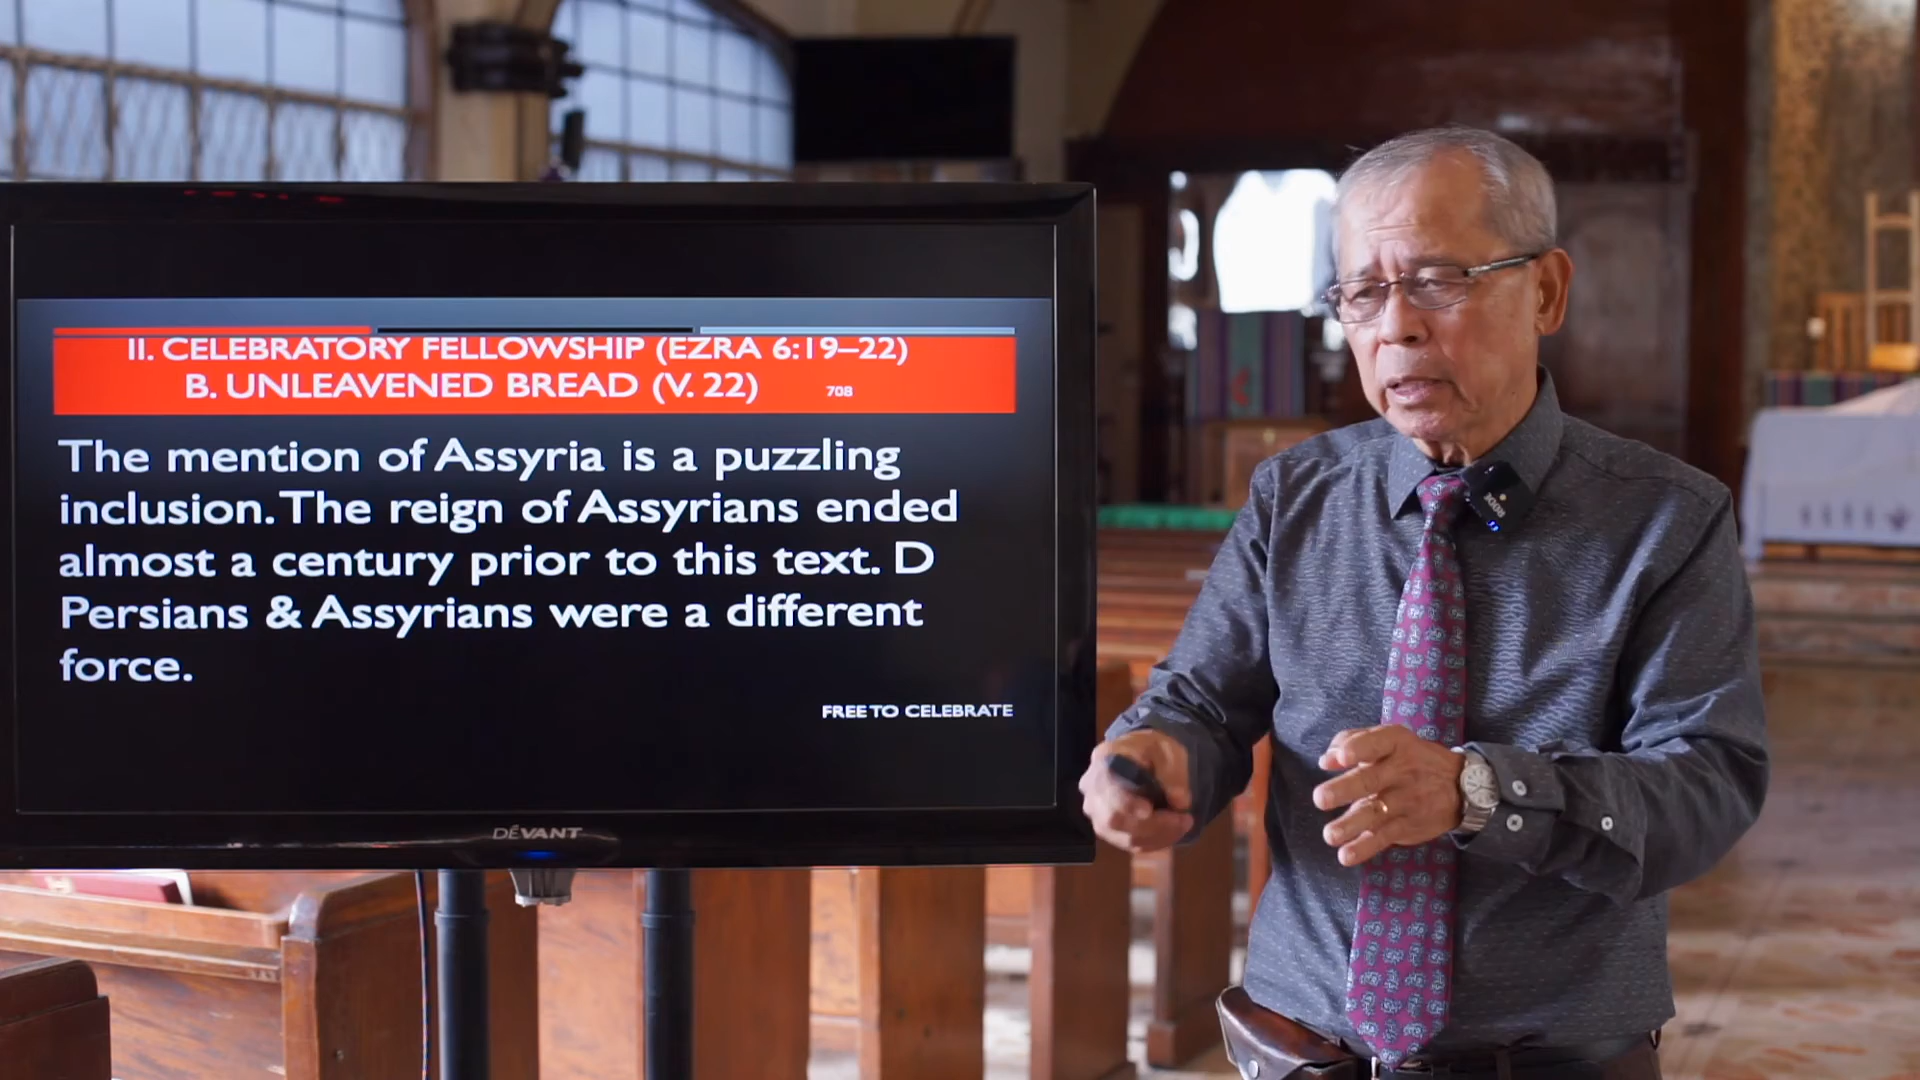 II. CELEBRATORY FELLOWSHIP (EZRA 6:19–22)
B. UNLEAVENED BREAD (V. 22) 708
The mention of Assyria is a puzzling
inclusion. The reign of Assyrians ended
almost a century prior to this text. D
Persians & Assyrians were a different
force.
FREE TO CELEBRATE
DEVANT
RODE